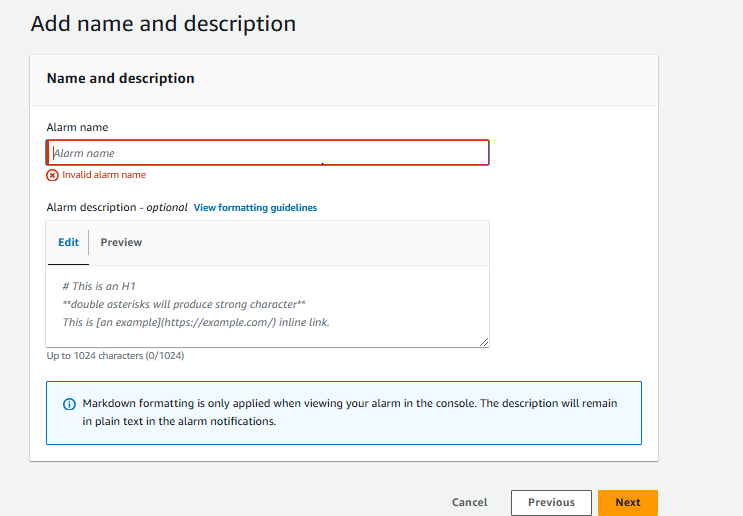 Add name and description
Name and description
Alarm name
Alarm name
Invalid alarm name
Alarm description - optional View formatting guidelines
Edit Preview
# This is an H1
**double asterisks will produce strong character**
This is [an example](https://example.com/) inline link.
Up to 1024 characters (0/1024)
Markdown formatting is only applied when viewing your alarm in the console. The description will remain
in plain text in the alarm notifications.
Cancel Previous Next